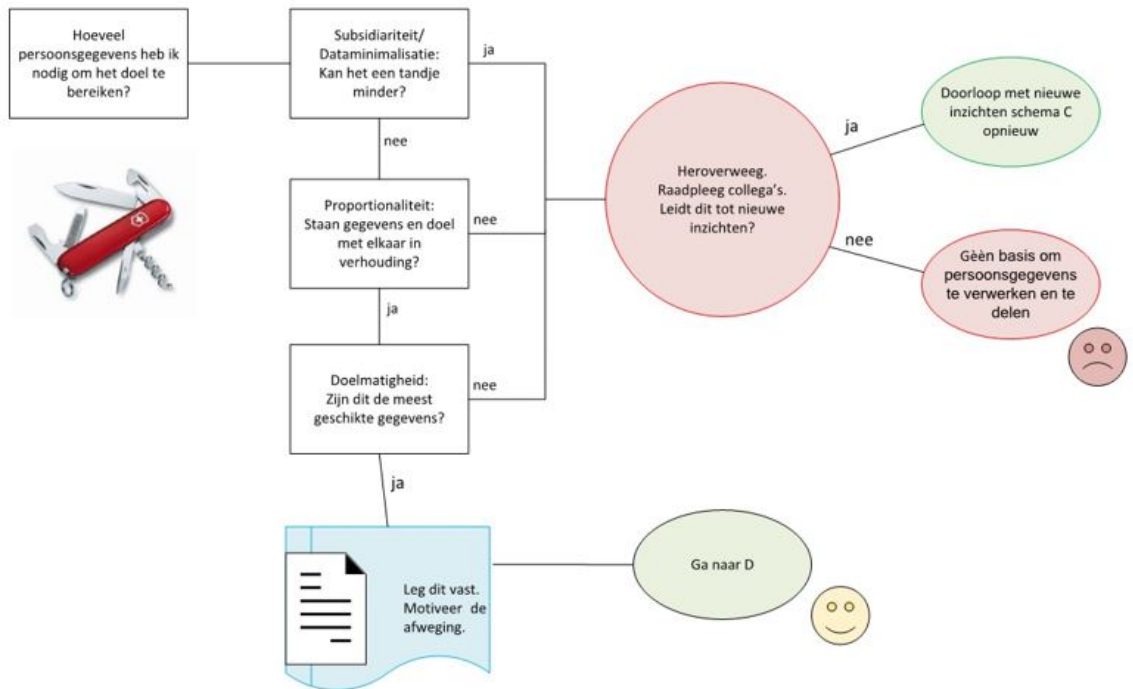 Hoeveel
persoonsgegevens heb ik
nodig om het doel te
bereiken?
Subsidiariteit/
Dataminimalisatie:
Kan het een tandje
minder?
ja
nee
Proportionaliteit:
Staan gegevens en doel
met elkaar in
verhouding?
nee
ja
Doelmatigheid:
Zijn dit de meest
geschikte gegevens?
nee
ja
Leg dit vast.
Motiveer de
afweging.
Ga naar D
Heroverweeg.
Raadpleeg collega's.
Leidt dit tot nieuwe
inzichten?
ja
Doorloop met nieuwe
inzichten schema C
opnieuw
nee
Gèèn basis om
persoonsgegevens
te verwerken en te
delen